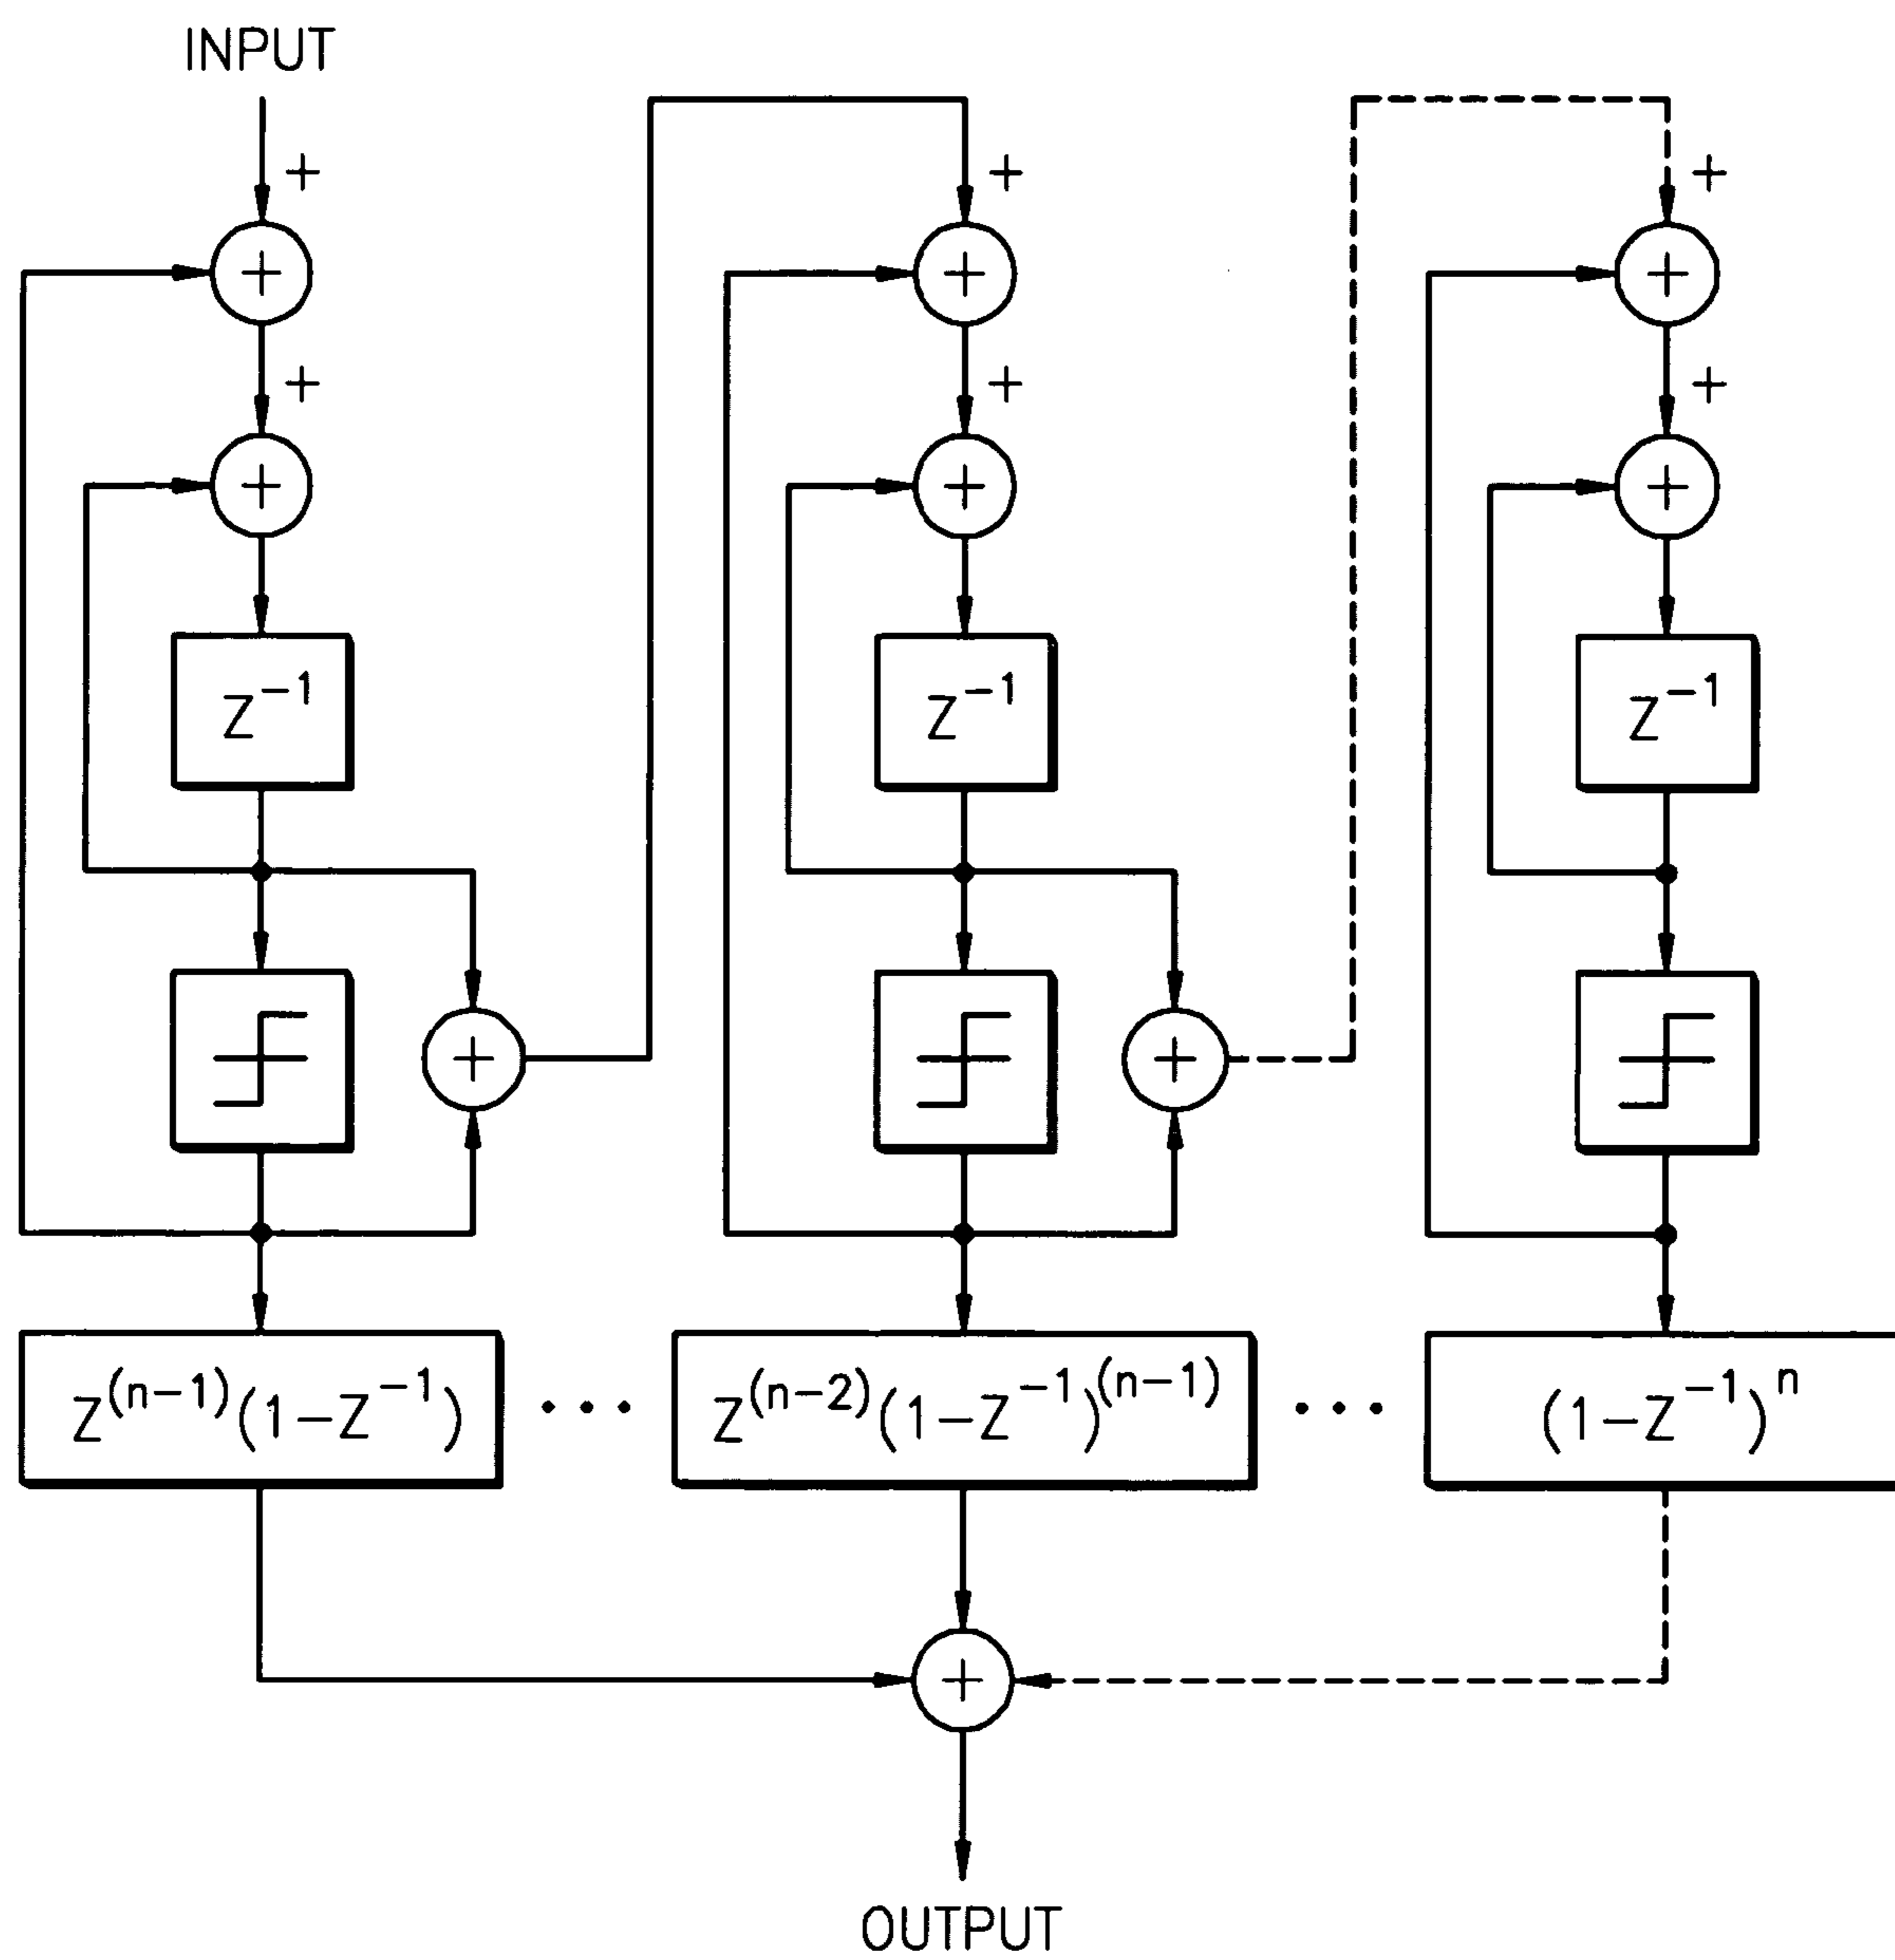 INPUT
+ + +
+ + +
+ + +
+ + +
Z⁻¹ Z⁻¹ Z⁻¹
+ +
Z⁽ⁿ⁻¹⁾(1−Z⁻¹) ••• Z⁽ⁿ⁻²⁾(1−Z⁻¹)⁽ⁿ⁻¹⁾ ••• (1−Z⁻¹)ⁿ
+
OUTPUT